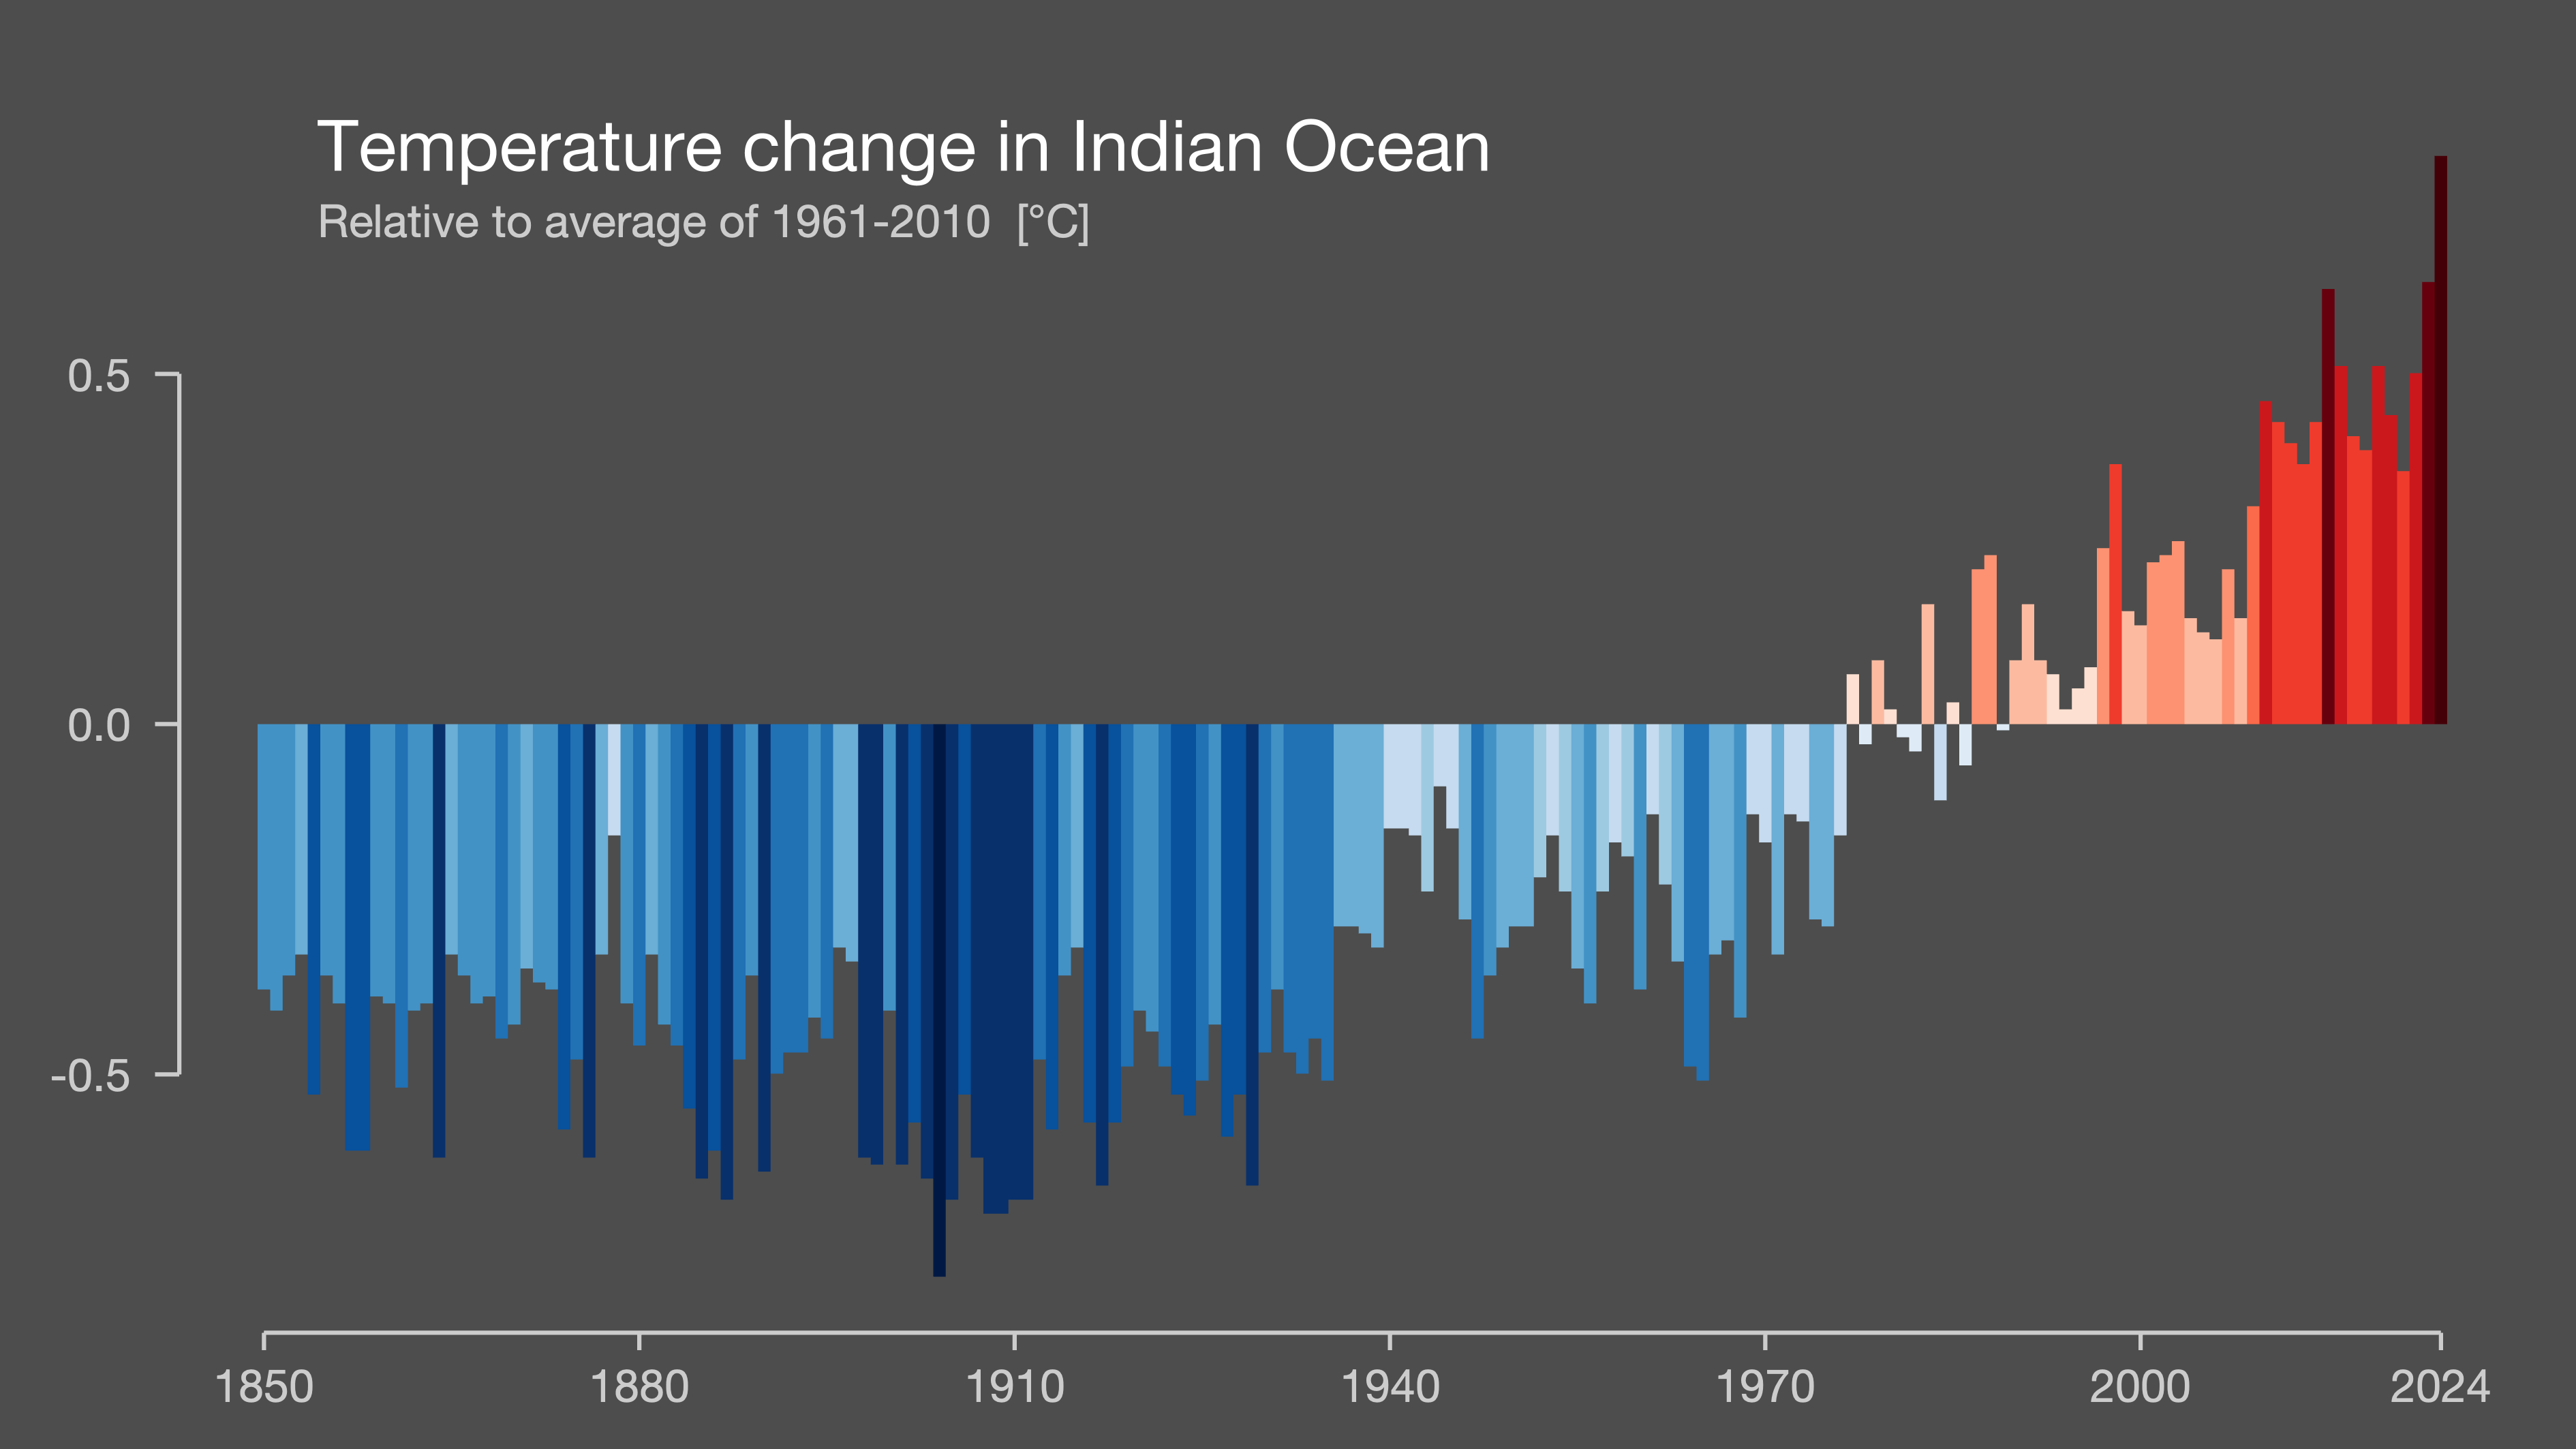 Temperature change in Indian Ocean
Relative to average of 1961-2010 [°C]
0.5
0.0
-0.5
1850 1880 1910 1940 1970 2000 2024